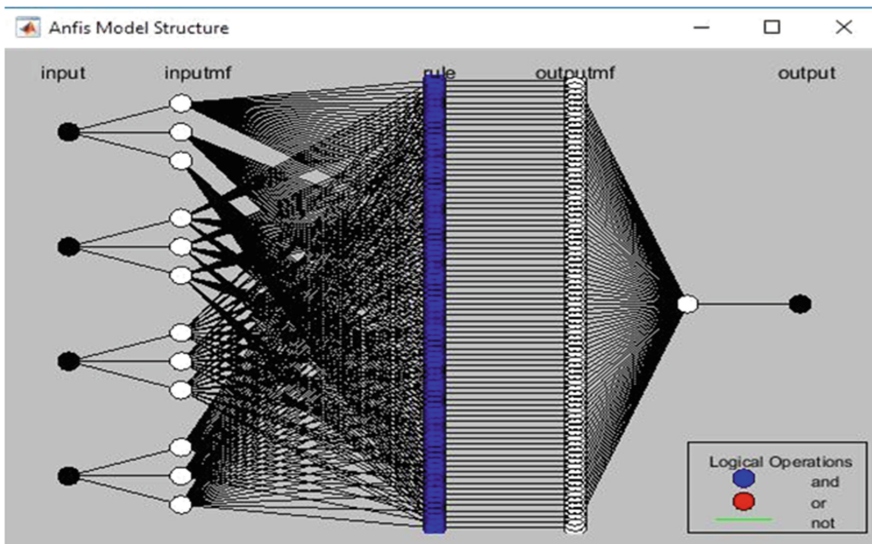 Anfis Model Structure
input inputmf rule outputmf output
Logical Operations
and
or
not